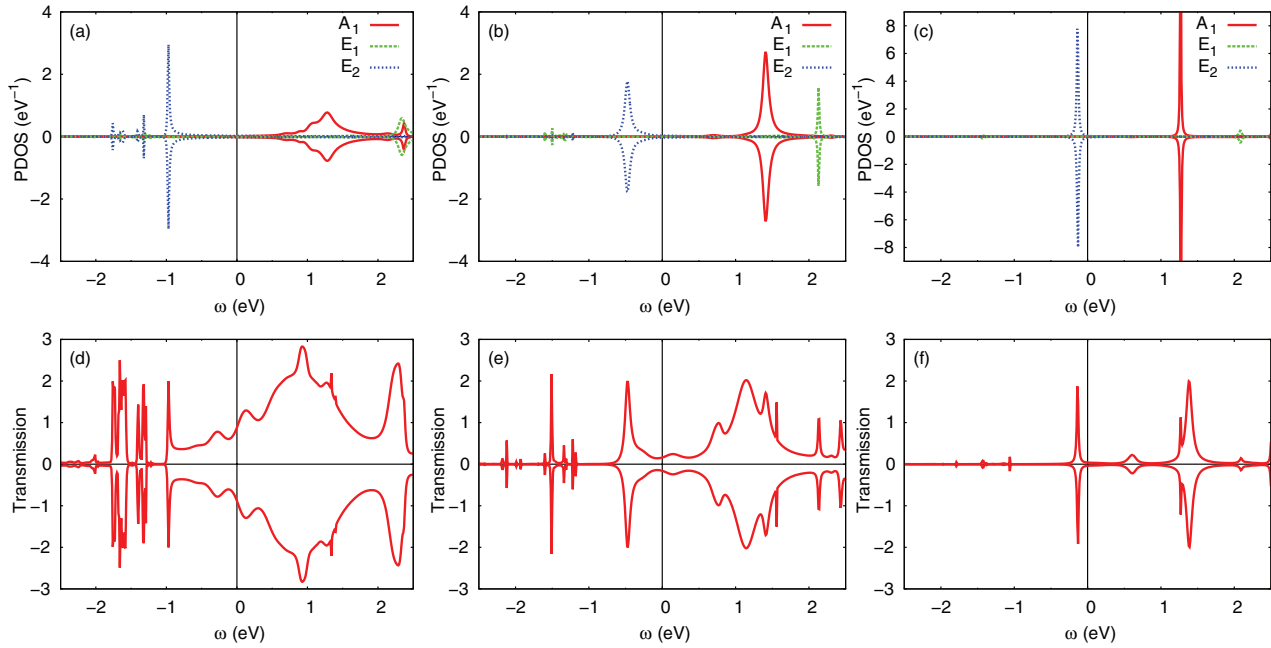 (a) A1 E1 E2
PDOS (eV−1)
4 2 0 −2 −4
−2 −1 0 1 2
ω (eV)
(b) A1 E1 E2
PDOS (eV−1)
4 2 0 −2 −4
−2 −1 0 1 2
ω (eV)
(c) A1 E1 E2
PDOS (eV−1)
8 6 4 2 0 −2 −4 −6 −8
−2 −1 0 1 2
ω (eV)
(d)
Transmission
3 2 1 0 −1 −2 −3
−2 −1 0 1 2
ω (eV)
(e)
Transmission
3 2 1 0 −1 −2 −3
−2 −1 0 1 2
ω (eV)
(f)
Transmission
3 2 1 0 −1 −2 −3
−2 −1 0 1 2
ω (eV)